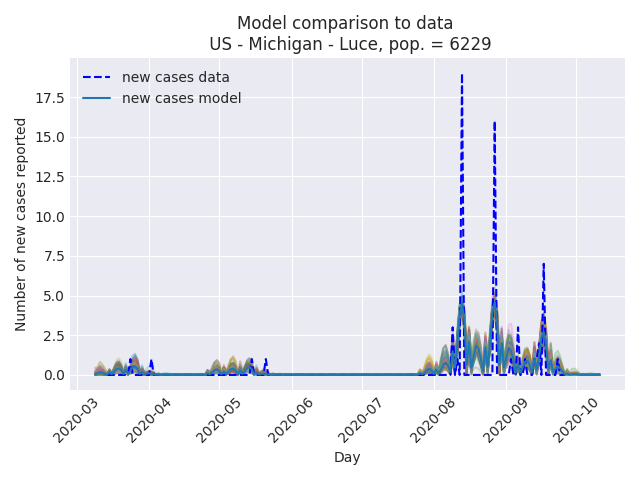 Model comparison to data
US - Michigan - Luce, pop. = 6229
new cases data
new cases model
Number of new cases reported
17.5
15.0
12.5
10.0
7.5
5.0
2.5
0.0
2020-03
2020-04
2020-05
2020-06
2020-07
2020-08
2020-09
2020-10
Day